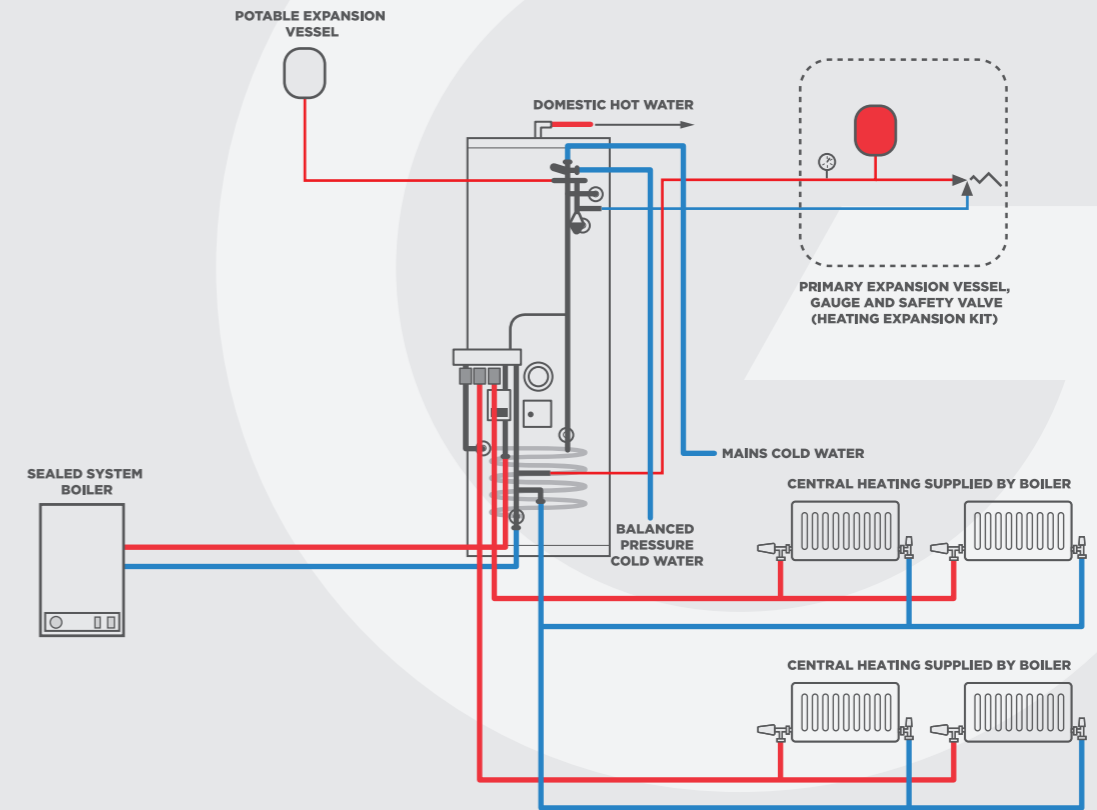 POTABLE EXPANSION
VESSEL
DOMESTIC HOT WATER
PRIMARY EXPANSION VESSEL,
GAUGE AND SAFETY VALVE
(HEATING EXPANSION KIT)
MAINS COLD WATER
SEALED SYSTEM
BOILER
CENTRAL HEATING SUPPLIED BY BOILER
BALANCED
PRESSURE
COLD WATER
CENTRAL HEATING SUPPLIED BY BOILER